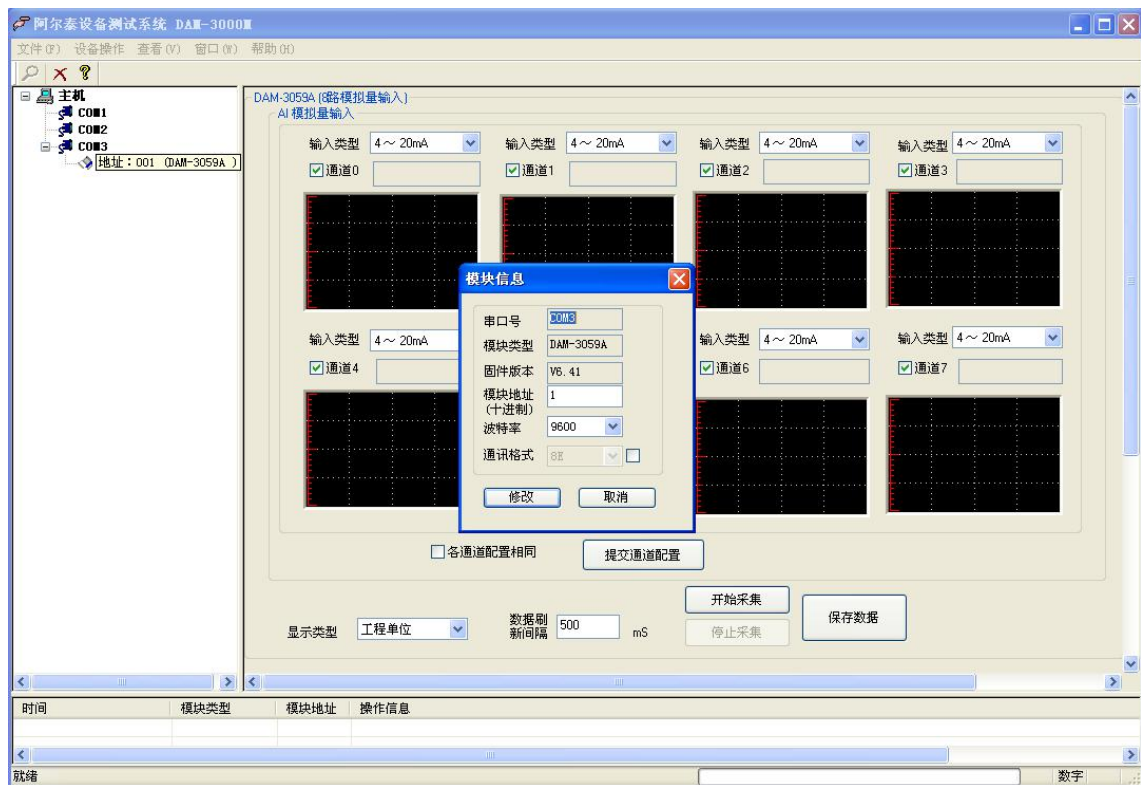 阿尔泰设备测试系统 DAM-3000M
文件(F) 设备操作 查看(V) 窗口(W) 帮助(H)
主机
COM1
COM2
COM3
地址：001 (DAM-3059A )
DAM-3059A (8路模拟量输入)
AI 模拟量输入
输入类型 4～20mA 输入类型 4～20mA 输入类型 4～20mA 输入类型 4～20mA
通道0 通道1 通道2 通道3
输入类型 4～20mA 输入类型 4～20mA 输入类型 4～20mA
通道4 通道6 通道7
模块信息
串口号 COM3
模块类型 DAM-3059A
固件版本 V6.41
模块地址 1
(十进制)
波特率 9600
通讯格式 8E
修改 取消
各通道配置相同 提交通道配置
显示类型 工程单位
数据刷
新间隔 500 mS
开始采集
停止采集
保存数据
时间 模块类型 模块地址 操作信息
就绪 数字